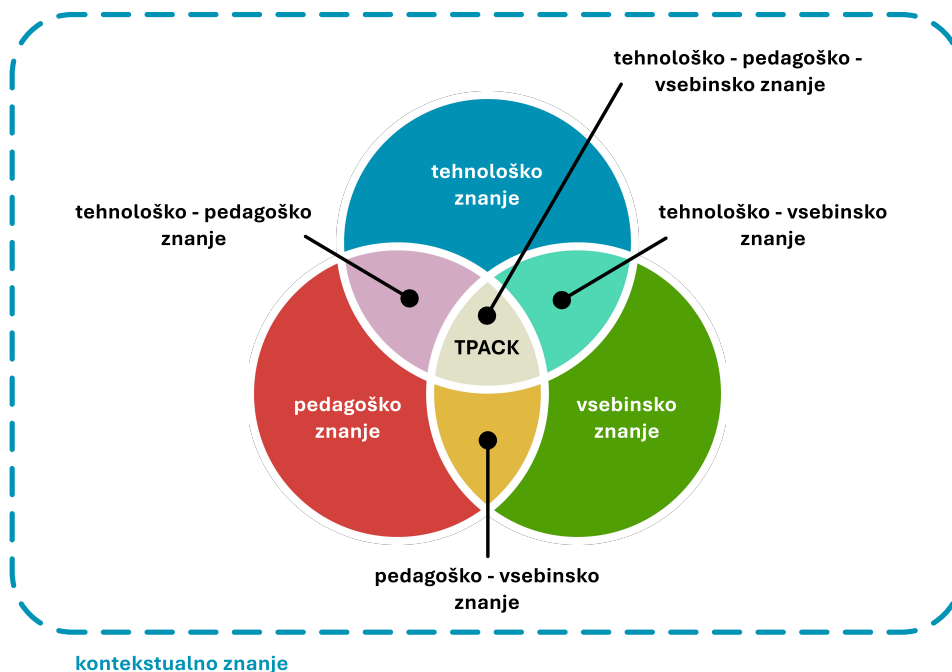 tehnološko - pedagoško -
vsebinsko znanje
tehnološko
znanje
tehnološko - pedagoško
znanje
tehnološko - vsebinsko
znanje
TPACK
pedagoško
znanje
vsebinsko
znanje
pedagoško - vsebinsko
znanje
kontekstualno znanje